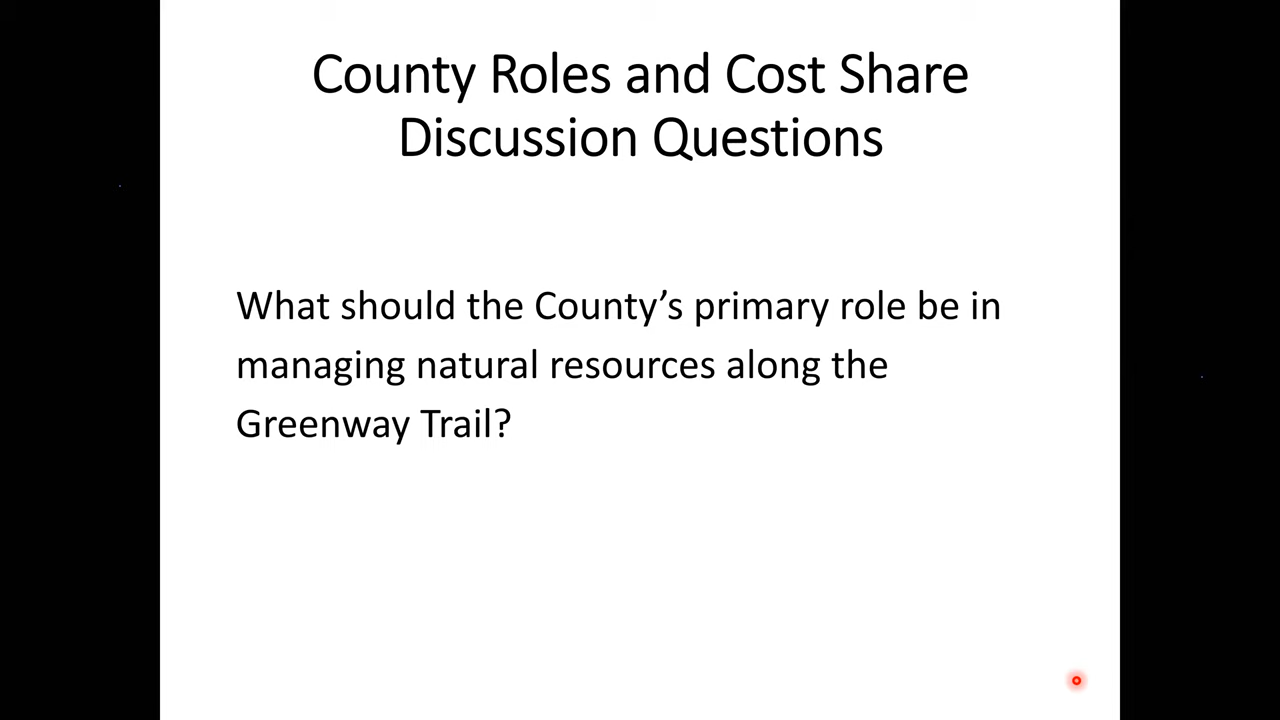 County Roles and Cost Share
Discussion Questions
What should the County’s primary role be in
managing natural resources along the
Greenway Trail?